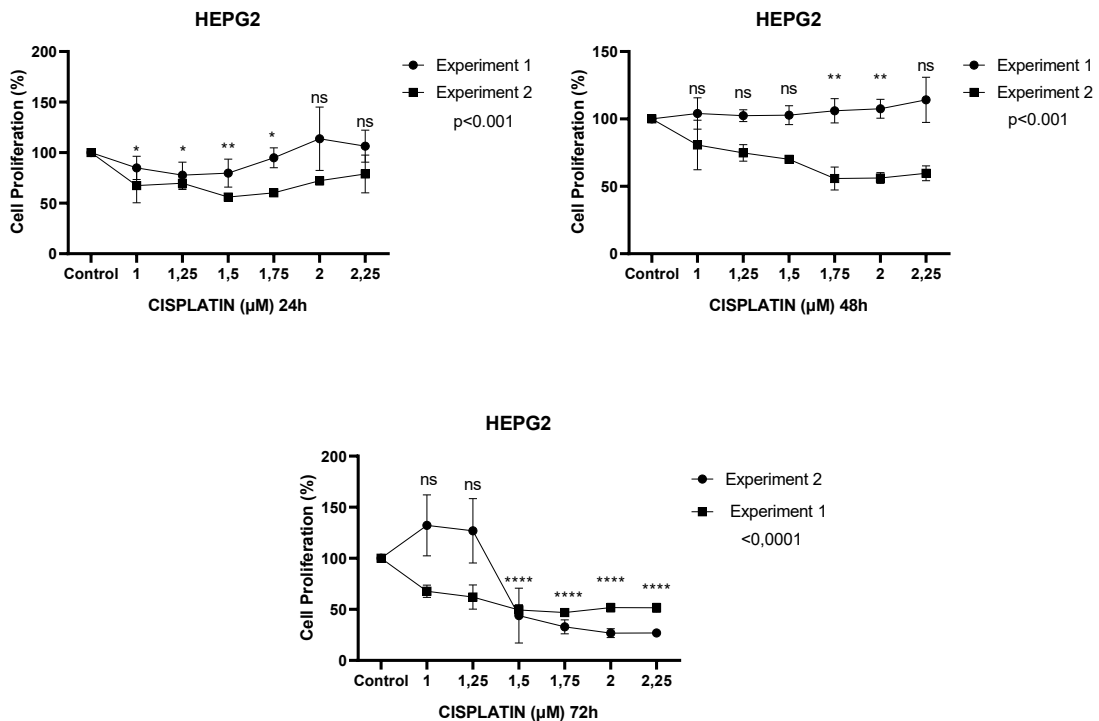 HEPG2
200
150
100
50
0
Cell Proliferation (%)
* * ** * ns ns
Control 1 1,25 1,5 1,75 2 2,25
CISPLATIN (µM) 24h
Experiment 1
Experiment 2
p<0.001
HEPG2
150
100
50
0
Cell Proliferation (%)
ns ns ns ** ** ns
Control 1 1,25 1,5 1,75 2 2,25
CISPLATIN (µM) 48h
Experiment 1
Experiment 2
p<0.001
HEPG2
200
150
100
50
0
Cell Proliferation (%)
ns ns **** **** **** ****
Control 1 1,25 1,5 1,75 2 2,25
CISPLATIN (µM) 72h
Experiment 2
Experiment 1
<0,0001